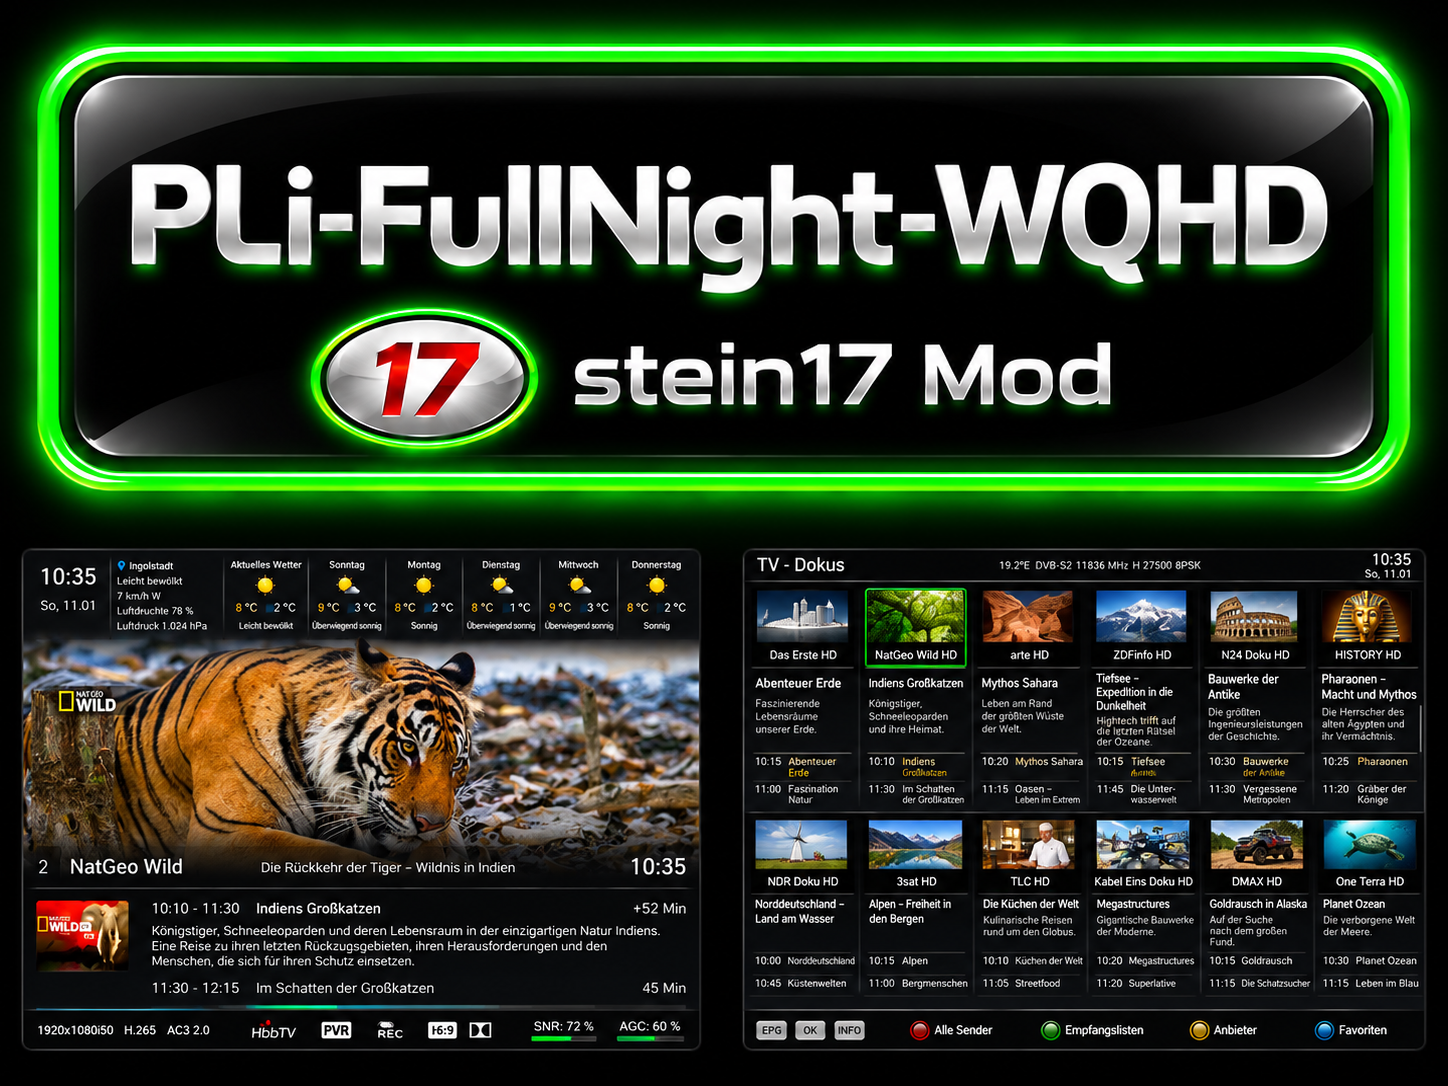 PLi-FullNight-WQHD
17
stein17 Mod
10:35
So, 11.01
Ingolstadt
Leicht bewölkt
7 km/h W
Luftdruchte 78 %
Luftdruck 1.024 hPa
Aktuelles Wetter
8 °C 2 °C
Leicht bewölkt
Sonntag
9 °C 3 °C
Überwiegend sonnig
Montag
8 °C 2 °C
Sonnig
Dienstag
8 °C 1 °C
Überwiegend sonnig
Mittwoch
9 °C 3 °C
Überwiegend sonnig
Donnerstag
8 °C 2 °C
Sonnig
NAT GEO
WILD
2 NatGeo Wild Die Rückkehr der Tiger – Wildnis in Indien 10:35
WILD
10:10 - 11:30 Indiens Großkatzen +52 Min
Königstiger, Schneeleoparden und deren Lebensraum in der einzigartigen Natur Indiens.
Eine Reise zu ihren letzten Rückzugsgebieten, ihren Herausforderungen und den
Menschen, die sich für ihren Schutz einsetzen.
11:30 - 12:15 Im Schatten der Großkatzen 45 Min
1920x1080i50 H.265 AC3 2.0 HbbTV PVR REC 16:9 SNR: 72 % AGC: 60 %
TV - Dokus
19.2°E DVB-S2 11836 MHz H 27500 8PSK
10:35
So, 11.01
Das Erste HD
Abenteuer Erde
Faszinierende
Lebensräume
unserer Erde.
10:15 Abenteuer
Erde
11:00 Faszination
Natur
NatGeo Wild HD
Indiens Großkatzen
Königstiger,
Schneeleoparden
und ihre Heimat.
10:10 Indiens
Großkatzen
11:30 Im Schatten
der Großkatzen
arte HD
Mythos Sahara
Leben am Rand
der größten Wüste
der Welt.
10:20 Mythos Sahara
11:15 Oasen –
Leben im Extrem
ZDFinfo HD
Tiefsee –
Expedition in die
Dunkelheit
Hightech trifft auf
die letzten Rätsel
der Ozeane.
10:15 Tiefsee
11:45 Die Unter-
wasserwelt
N24 Doku HD
Bauwerke der
Antike
Die größten
Ingenieursleistungen
der Geschichte.
10:30 Bauwerke
der Antike
11:30 Vergessene
Metropolen
HISTORY HD
Pharaonen –
Macht und Mythos
Die Herrscher des
alten Ägypten und
ihr Vermächtnis.
10:25 Pharaonen
11:20 Gräber der
Könige
NDR Doku HD
Norddeutschland –
Land am Wasser
10:00 Norddeutschland
10:45 Küstenwelten
3sat HD
Alpen – Freiheit in
den Bergen
10:15 Alpen
11:00 Bergmenschen
TLC HD
Die Küchen der Welt
Kulinarische Reisen
rund um den Globus.
10:10 Küchen der Welt
11:05 Streetfood
Kabel Eins Doku HD
Megastructures
Gigantische Bauwerke
der Moderne.
10:20 Megastructures
11:20 Superlative
DMAX HD
Goldrausch in Alaska
Auf der Suche
nach dem großen
Fund.
10:15 Goldrausch
11:15 Die Schatzsucher
One Terra HD
Planet Ozean
Die verborgene Welt
der Meere.
10:30 Planet Ozean
11:15 Leben im Blau
EPG OK INFO Alle Sender Empfangslisten Anbieter Favoriten